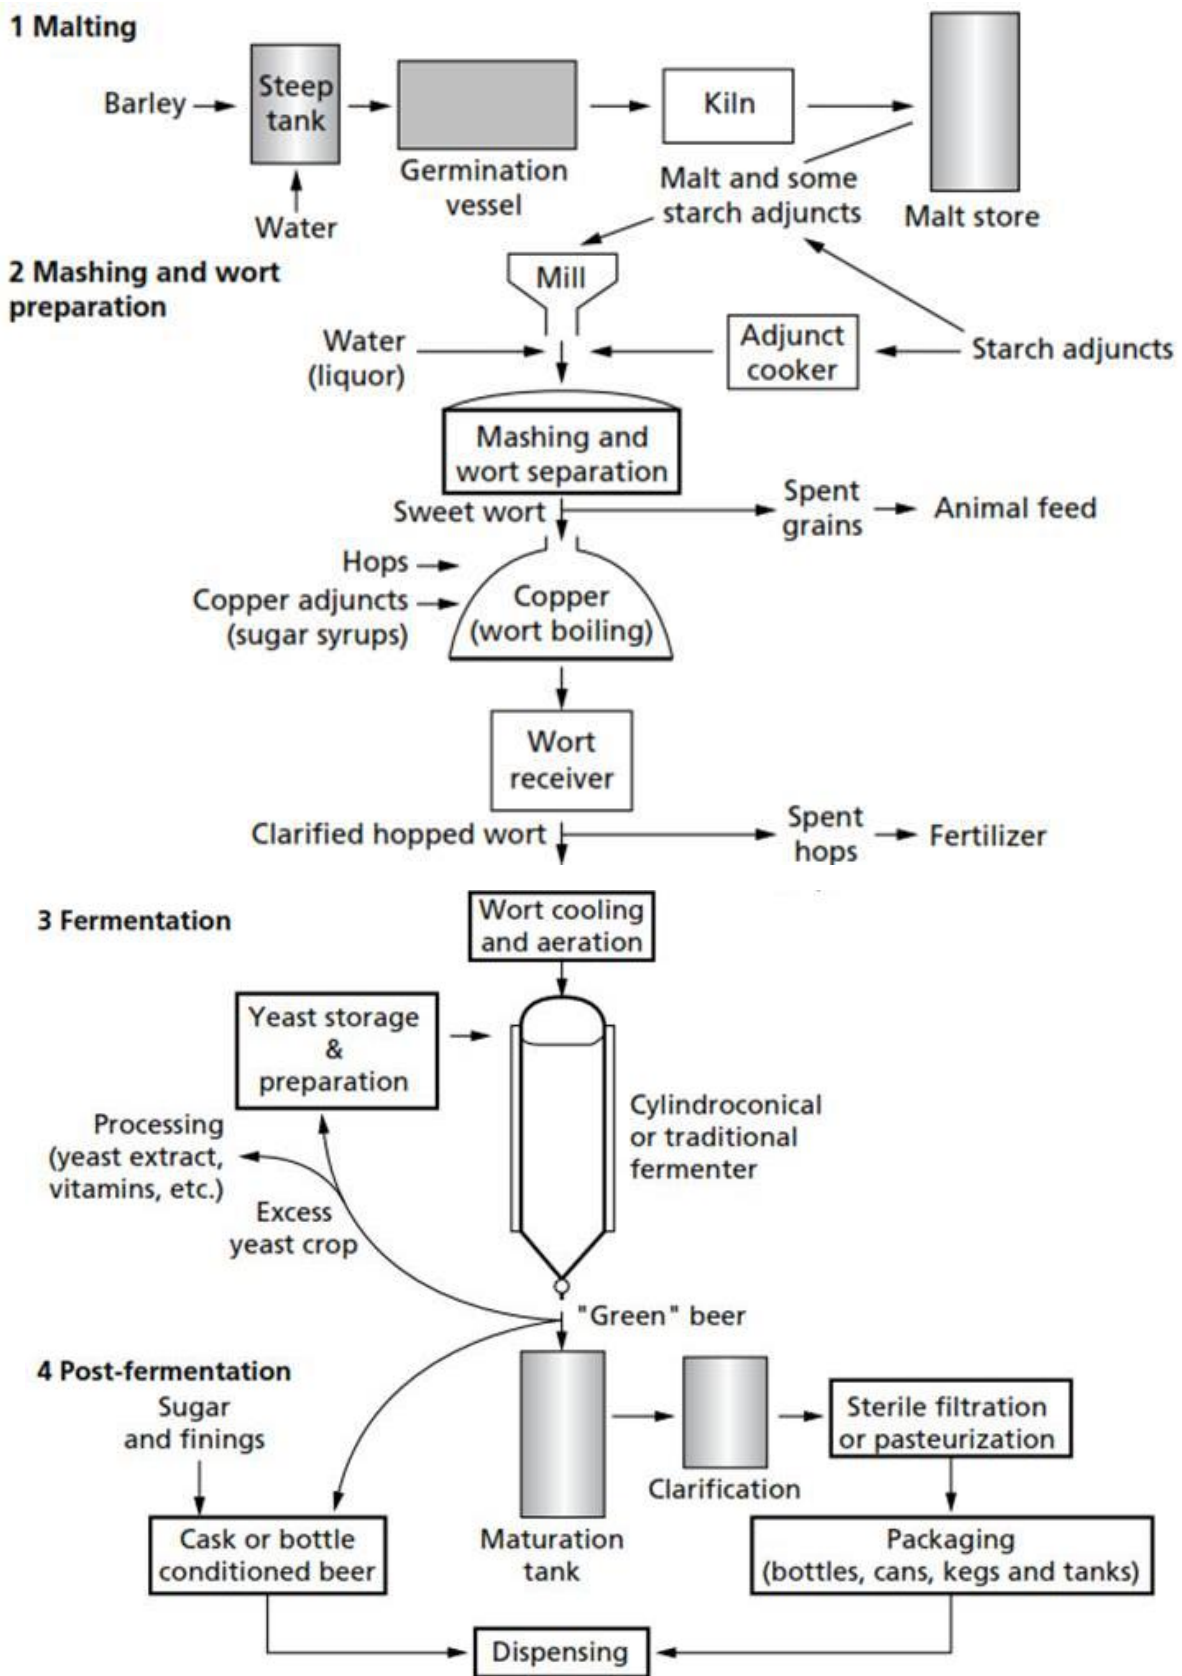 1 Malting
Barley
Steep
tank
Water
Germination
vessel
Kiln
Malt and some
starch adjuncts
Malt store
2 Mashing and wort
preparation
Mill
Water
(liquor)
Adjunct
cooker
Starch adjuncts
Mashing and
wort separation
Sweet wort
Spent
grains
Animal feed
Hops
Copper adjuncts
(sugar syrups)
Copper
(wort boiling)
Wort
receiver
Clarified hopped wort
Spent
hops
Fertilizer
3 Fermentation
Wort cooling
and aeration
Yeast storage
&
preparation
Cylindroconical
or traditional
fermenter
Processing
(yeast extract,
vitamins, etc.)
Excess
yeast crop
"Green" beer
4 Post-fermentation
Sugar
and finings
Cask or bottle
conditioned beer
Maturation
tank
Clarification
Sterile filtration
or pasteurization
Packaging
(bottles, cans, kegs and tanks)
Dispensing